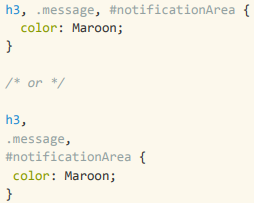 h3, .message, #notificationArea {
  color: Maroon;
}
/* or */
h3,
.message,
#notificationArea {
 color: Maroon;
}